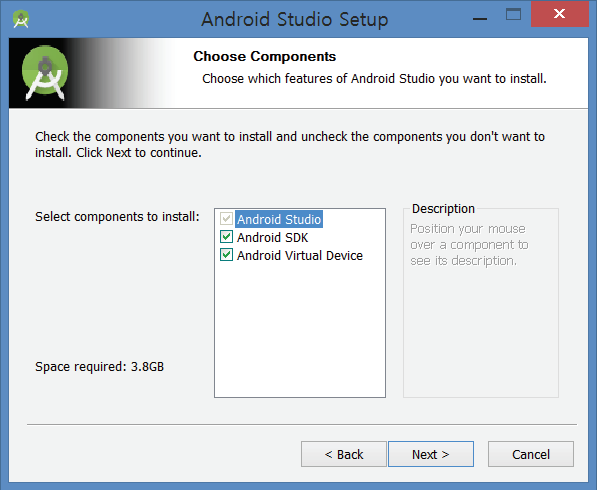 Android Studio Setup
Choose Components
Choose which features of Android Studio you want to install.
Check the components you want to install and uncheck the components you don't want to
install. Click Next to continue.
Select components to install:
Android Studio
Android SDK
Android Virtual Device
Description
Position your mouse
over a component to
see its description.
Space required: 3.8GB
< Back
Next >
Cancel